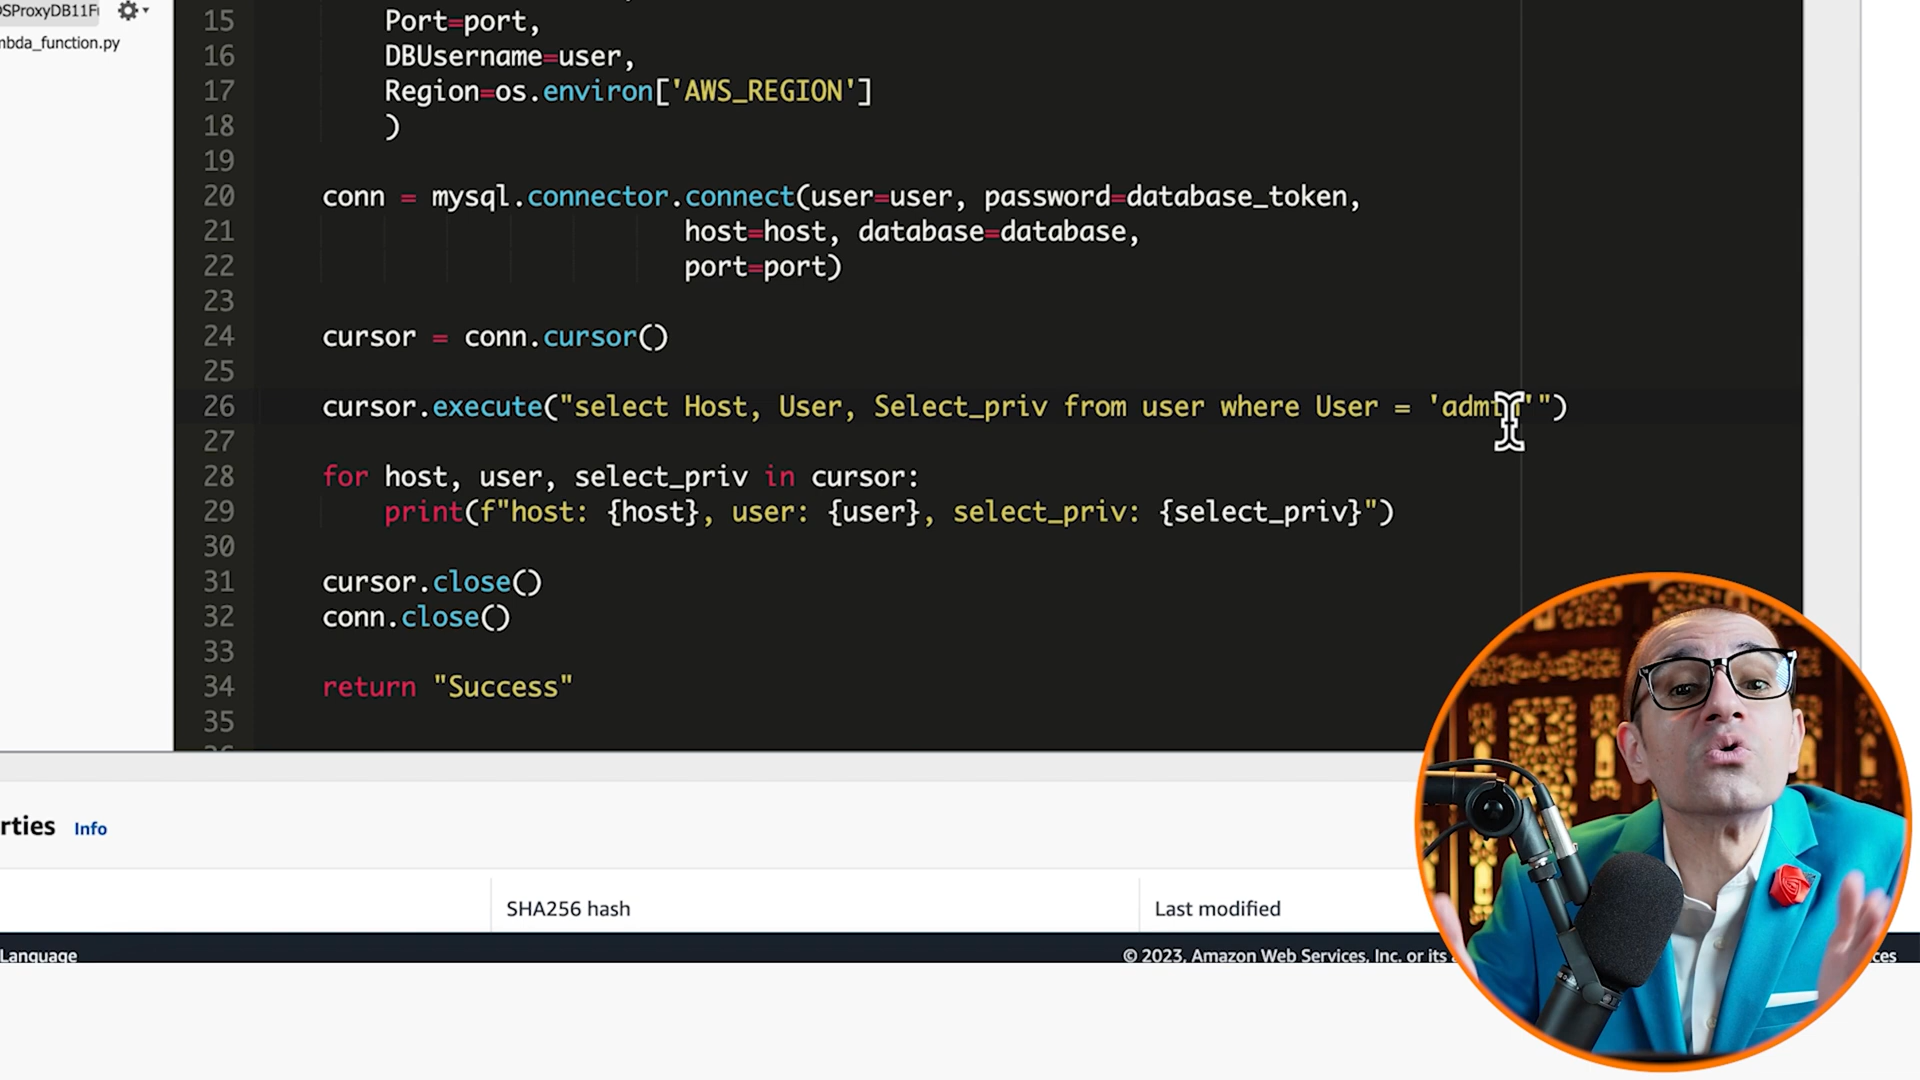 mbda_function.py
15 Port=port,
16 DBUsername=user,
17 Region=os.environ['AWS_REGION']
18 )
19
20 conn = mysql.connector.connect(user=user, password=database_token,
21 host=host, database=database,
22 port=port)
23
24 cursor = conn.cursor()
25
26 cursor.execute("select Host, User, Select_priv from user where User = 'admin'")
27
28 for host, user, select_priv in cursor:
29 print(f"host: {host}, user: {user}, select_priv: {select_priv}")
30
31 cursor.close()
32 conn.close()
33
34 return "Success"
35
rties Info
SHA256 hash Last modified
Language © 2023, Amazon Web Services, Inc. or its ces